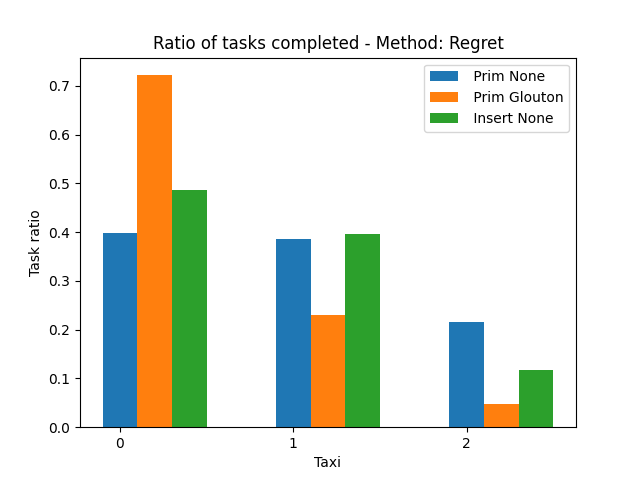 Ratio of tasks completed - Method: Regret
Prim None
Prim Glouton
Insert None
Task ratio
0.7
0.6
0.5
0.4
0.3
0.2
0.1
0.0
0
1
2
Taxi